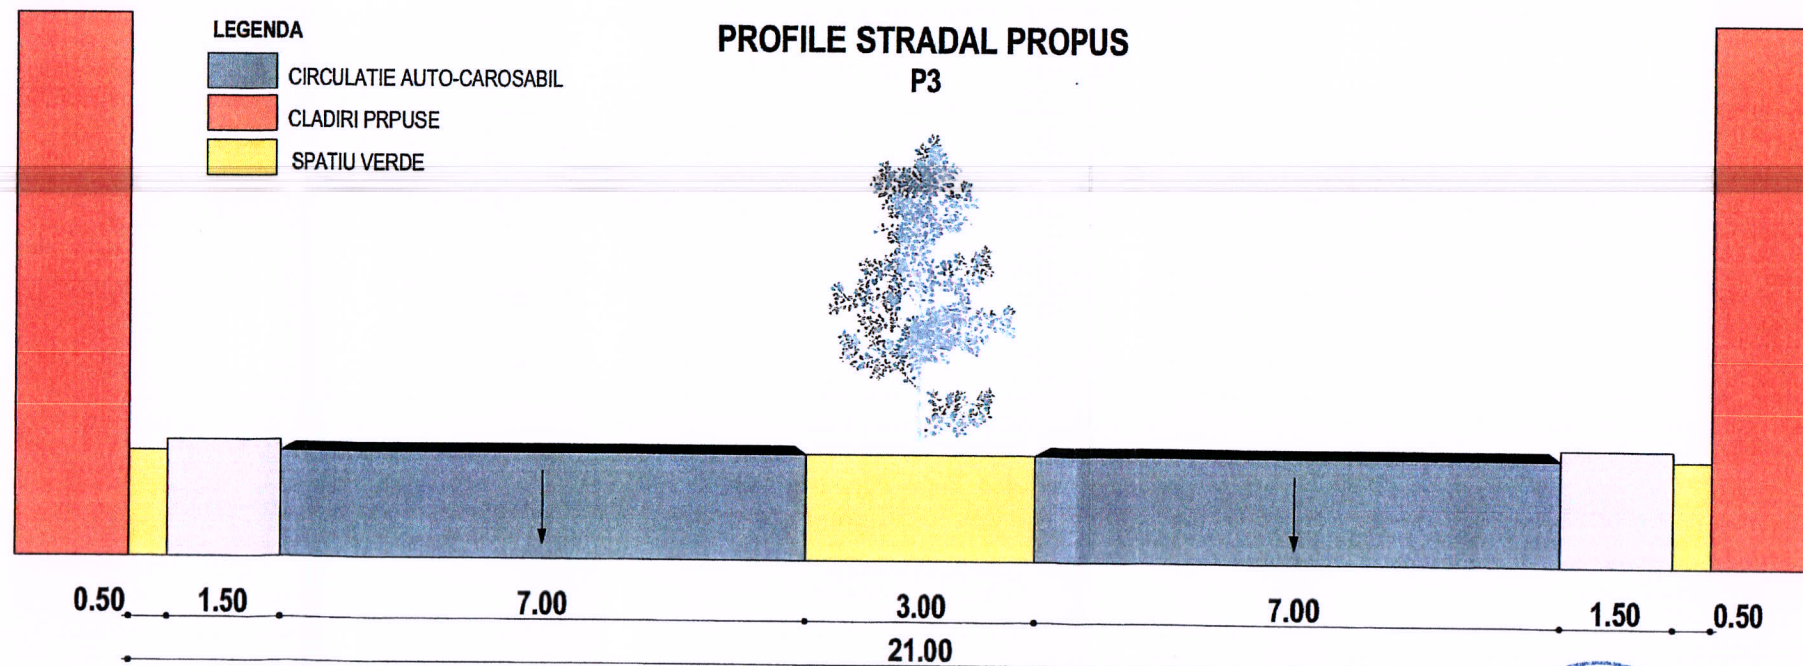 LEGENDA
CIRCULATIE AUTO-CAROSABIL
CLADIRI PRPUSE
SPATIU VERDE
PROFILE STRADAL PROPUS
P3
0.50 1.50 7.00 3.00 7.00 1.50 0.50
21.00